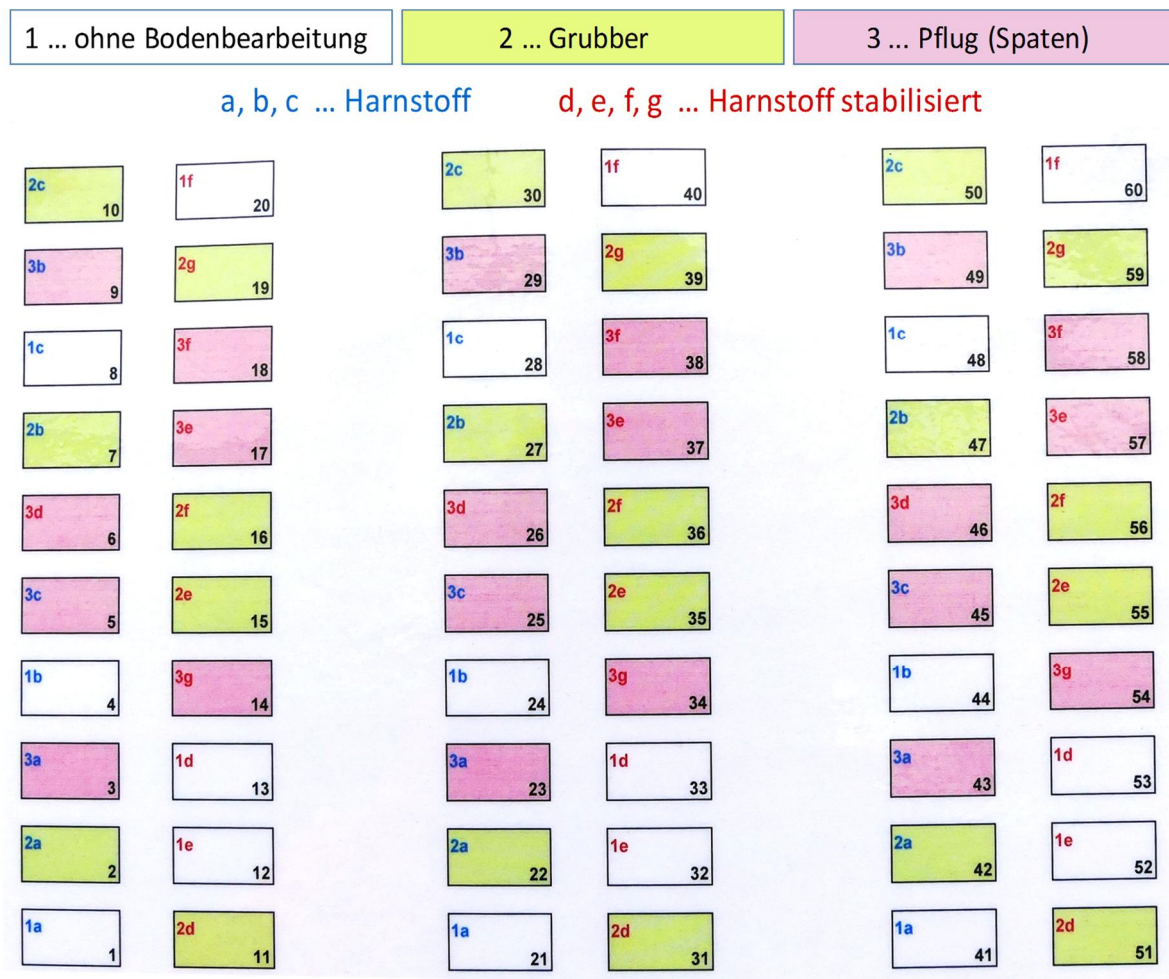 1 ... ohne Bodenbearbeitung
2 ... Grubber
3 ... Pflug (Spaten)
a, b, c ... Harnstoff
d, e, f, g ... Harnstoff stabilisiert
2c
10
1f
20
2c
30
1f
40
2c
50
1f
60
3b
9
2g
19
3b
29
2g
39
3b
49
2g
59
1c
8
3f
18
1c
28
3f
38
1c
48
3f
58
2b
7
3e
17
2b
27
3e
37
2b
47
3e
57
3d
6
2f
16
3d
26
2f
36
3d
46
2f
56
3c
5
2e
15
3c
25
2e
35
3c
45
2e
55
1b
4
3g
14
1b
24
3g
34
1b
44
3g
54
3a
3
1d
13
3a
23
1d
33
3a
43
1d
53
2a
2
1e
12
2a
22
1e
32
2a
42
1e
52
1a
1
2d
11
1a
21
2d
31
1a
41
2d
51